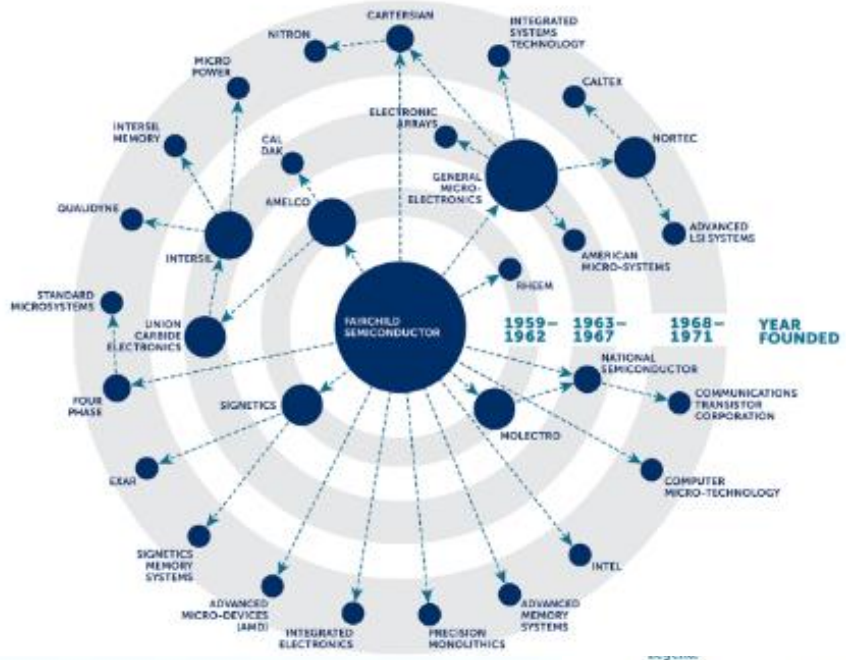 CARTERSIAN
NITRON
INTEGRATED
SYSTEMS
TECHNOLOGY
MICRO
POWER
CALTEX
ELECTRONIC
ARRAYS
INTERSIL
MEMORY
CAL
DAK
NORTEC
GENERAL
MICRO-
ELECTRONICS
AMELCO
QUALIDYNE
ADVANCED
LSI SYSTEMS
AMERICAN
MICRO-SYSTEMS
INTERSIL
RHEEM
STANDARD
MICROSYSTEMS
UNION
CARBIDE
ELECTRONICS
FAIRCHILD
SEMICONDUCTOR
1959–
1962
1963–
1967
1968–
1971
YEAR
FOUNDED
NATIONAL
SEMICONDUCTOR
FOUR
PHASE
SIGNETICS
COMMUNICATIONS
TRANSISTOR
CORPORATION
MOLECTRO
EXAR
COMPUTER
MICRO-TECHNOLOGY
SIGNETICS
MEMORY
SYSTEMS
INTEL
ADVANCED
MICRO-DEVICES
(AMD)
INTEGRATED
ELECTRONICS
PRECISION
MONOLITHICS
ADVANCED
MEMORY
SYSTEMS